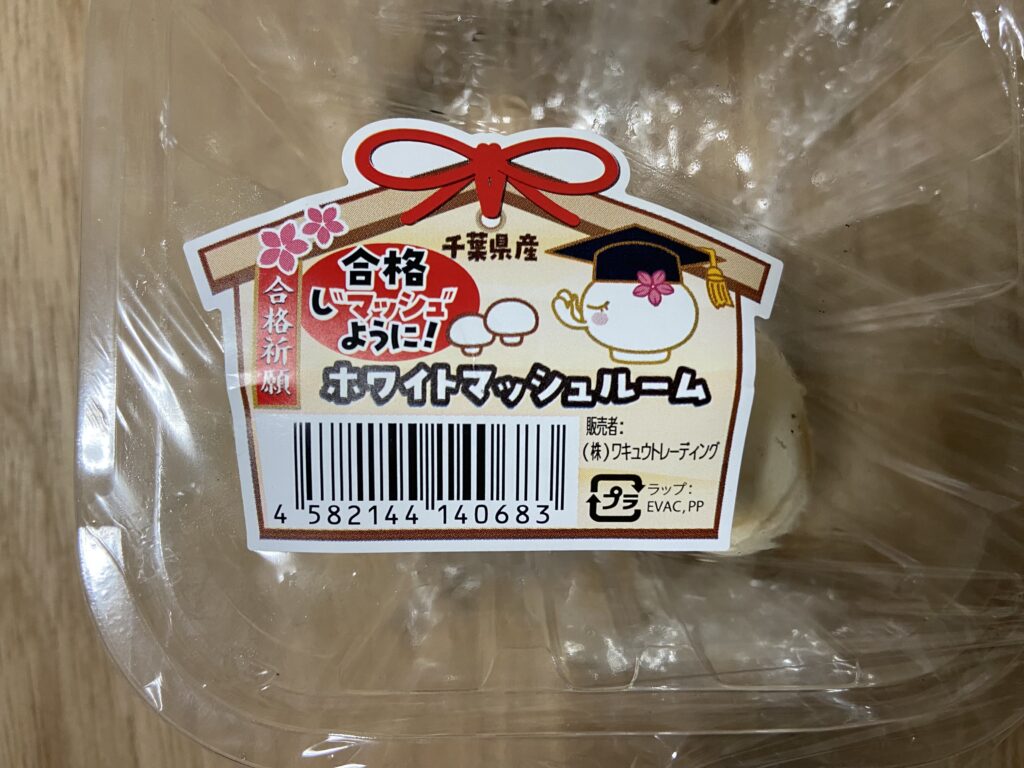 千葉県産
合格祈願
合格
じマッシュ
ように!
ホワイトマッシュルーム
販売者:
(株)ワキュウトレーディング
プラ
ラップ:
EVAC, PP
4 582144 140683